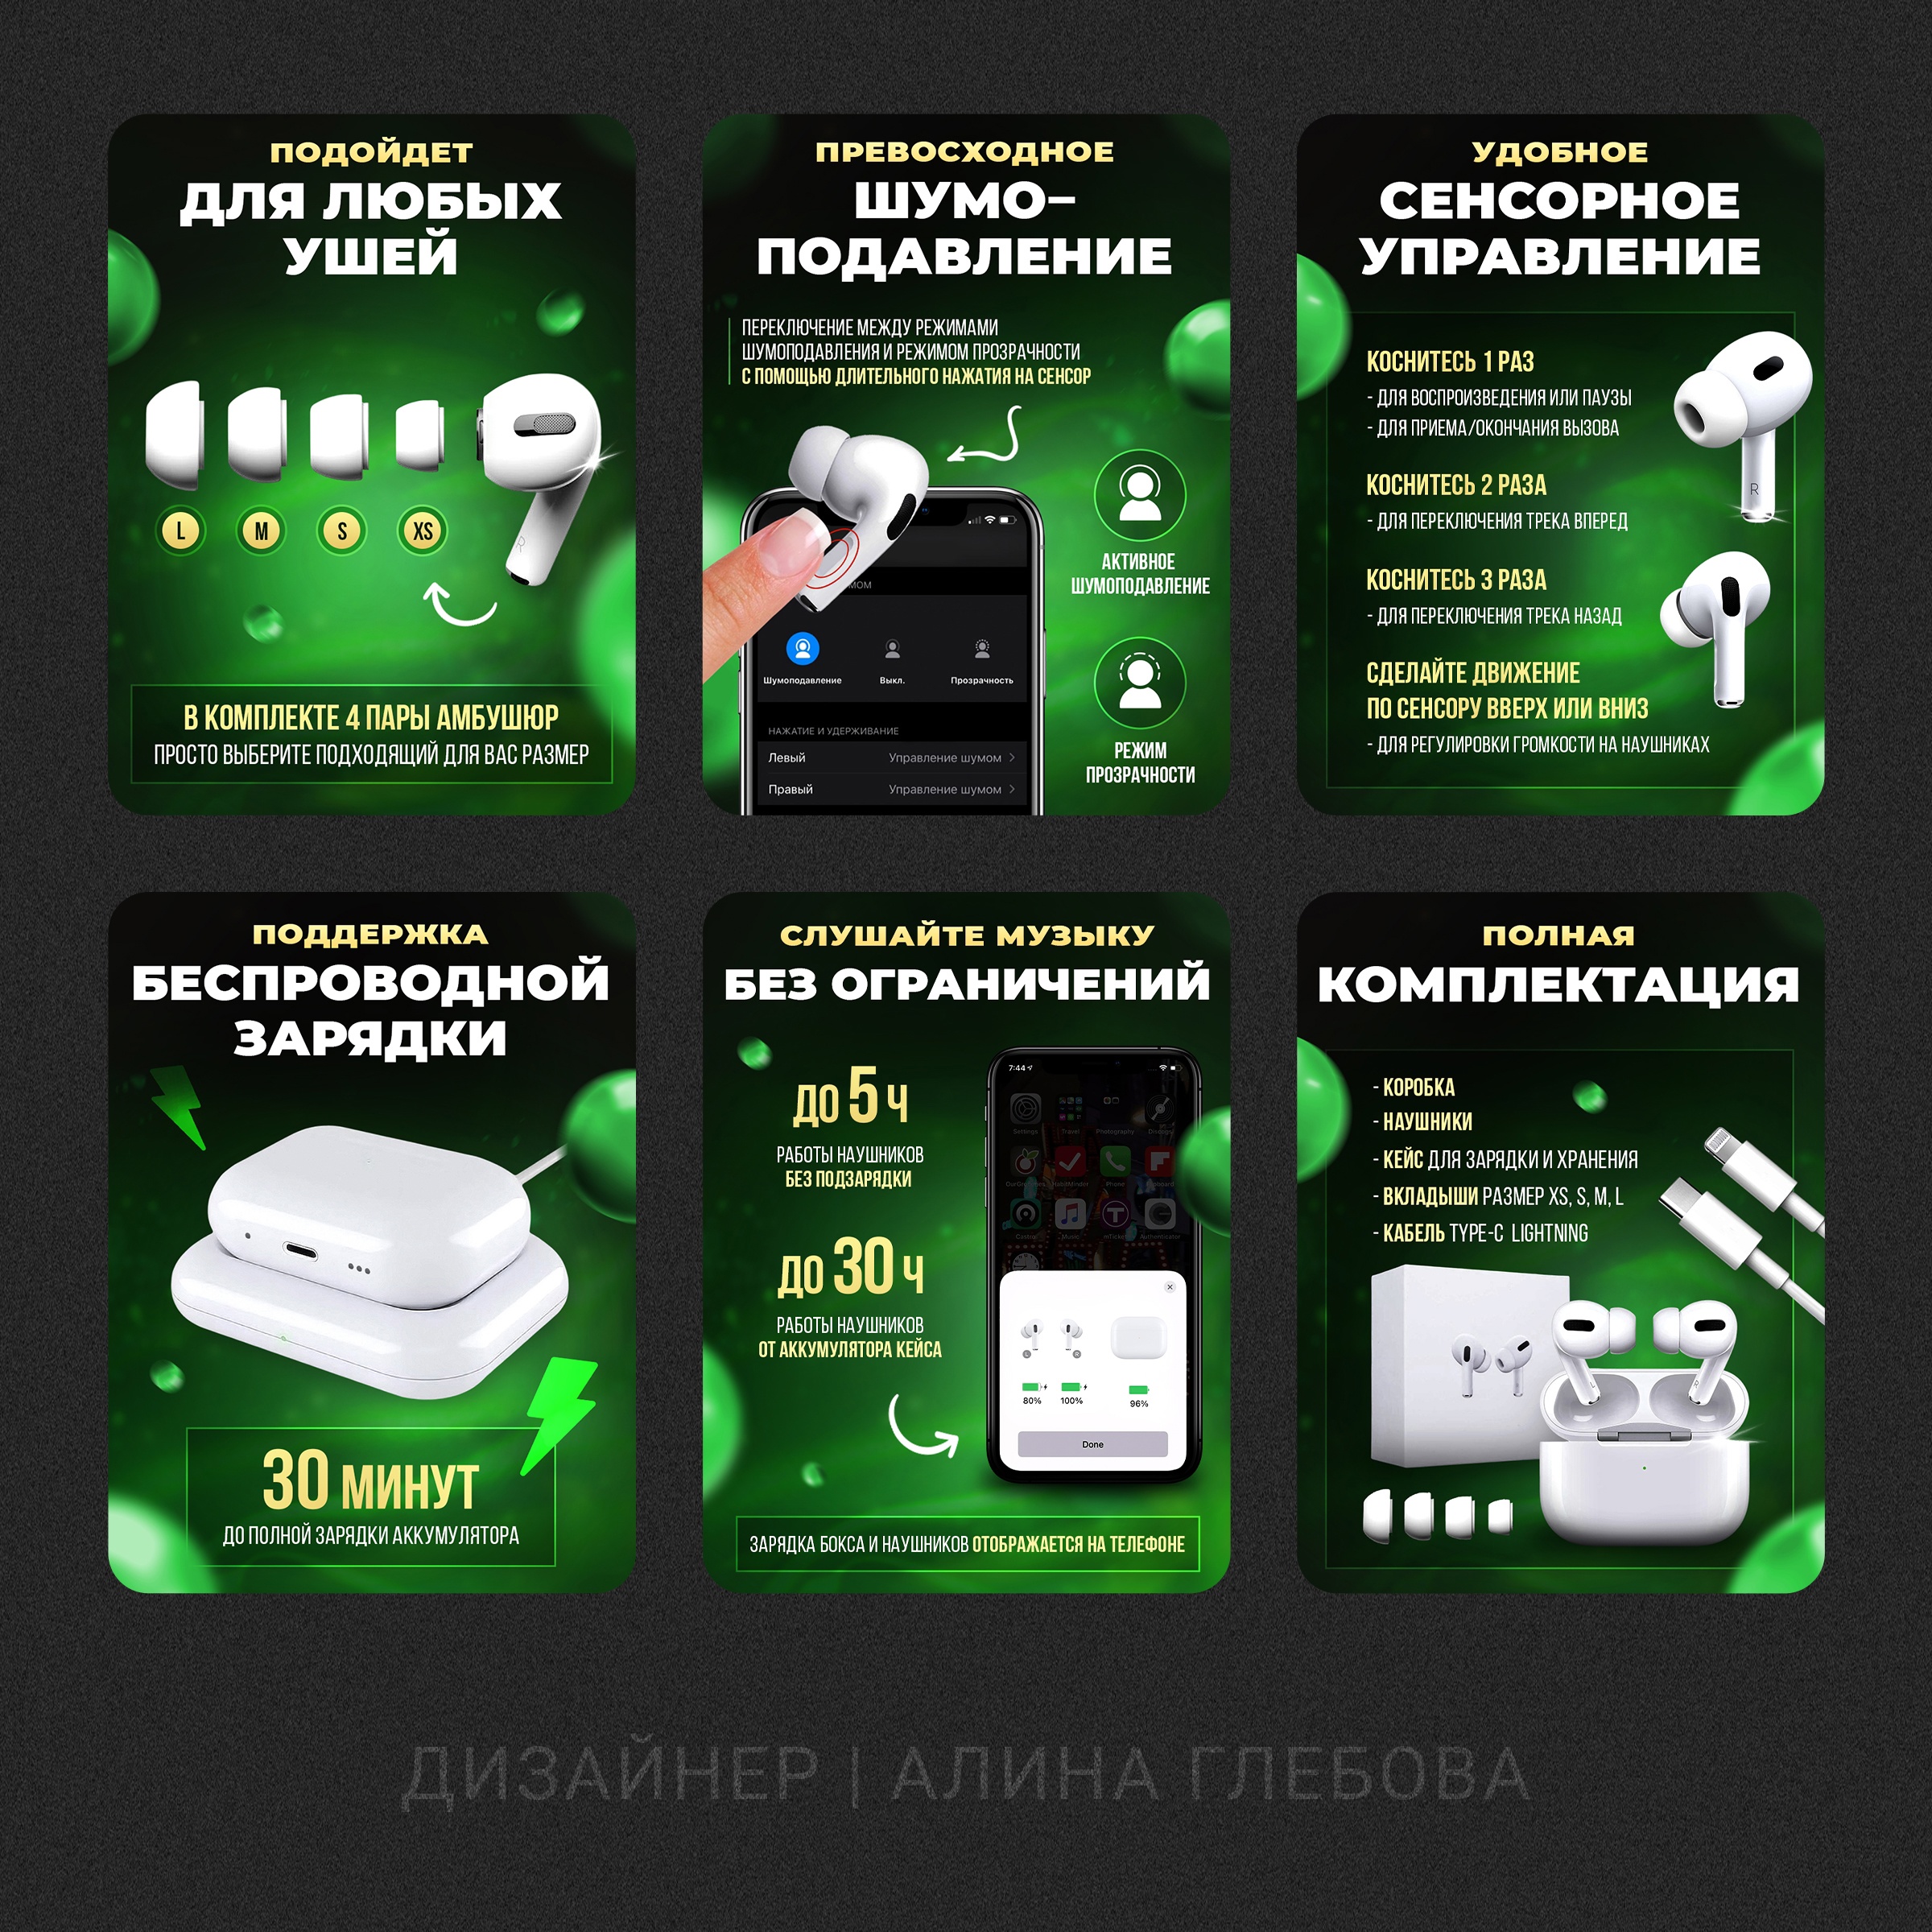 ПОДОЙДЕТ
ДЛЯ ЛЮБЫХ
УШЕЙ
L M S XS
R
В КОМПЛЕКТЕ 4 ПАРЫ АМБУШЮР
ПРОСТО ВЫБЕРИТЕ ПОДХОДЯЩИЙ ДЛЯ ВАС РАЗМЕР
ПРЕВОСХОДНОЕ
ШУМО–
ПОДАВЛЕНИЕ
ПЕРЕКЛЮЧЕНИЕ МЕЖДУ РЕЖИМАМИ
ШУМОПОДАВЛЕНИЯ И РЕЖИМОМ ПРОЗРАЧНОСТИ
С ПОМОЩЬЮ ДЛИТЕЛЬНОГО НАЖАТИЯ НА СЕНСОР
АКТИВНОЕ
ШУМОПОДАВЛЕНИЕ
Шумоподавление Выкл. Прозрачность
НАЖАТИЕ И УДЕРЖИВАНИЕ
Левый Управление шумом
Правый Управление шумом
РЕЖИМ
ПРОЗРАЧНОСТИ
УДОБНОЕ
СЕНСОРНОЕ
УПРАВЛЕНИЕ
КОСНИТЕСЬ 1 РАЗ
- ДЛЯ ВОСПРОИЗВЕДЕНИЯ ИЛИ ПАУЗЫ
- ДЛЯ ПРИЕМА/ОКОНЧАНИЯ ВЫЗОВА
КОСНИТЕСЬ 2 РАЗА
- ДЛЯ ПЕРЕКЛЮЧЕНИЯ ТРЕКА ВПЕРЕД
R
КОСНИТЕСЬ 3 РАЗА
- ДЛЯ ПЕРЕКЛЮЧЕНИЯ ТРЕКА НАЗАД
СДЕЛАЙТЕ ДВИЖЕНИЕ
ПО СЕНСОРУ ВВЕРХ ИЛИ ВНИЗ
- ДЛЯ РЕГУЛИРОВКИ ГРОМКОСТИ НА НАУШНИКАХ
ПОДДЕРЖКА
БЕСПРОВОДНОЙ
ЗАРЯДКИ
30 МИНУТ
ДО ПОЛНОЙ ЗАРЯДКИ АККУМУЛЯТОРА
СЛУШАЙТЕ МУЗЫКУ
БЕЗ ОГРАНИЧЕНИЙ
ДО 5 Ч
РАБОТЫ НАУШНИКОВ
БЕЗ ПОДЗАРЯДКИ
ДО 30 Ч
РАБОТЫ НАУШНИКОВ
ОТ АККУМУЛЯТОРА КЕЙСА
7:44
Settings Travel Photography
Phone
Music
80% 100% 96%
Done
ЗАРЯДКА БОКСА И НАУШНИКОВ ОТОБРАЖАЕТСЯ НА ТЕЛЕФОНЕ
ПОЛНАЯ
КОМПЛЕКТАЦИЯ
- КОРОБКА
- НАУШНИКИ
- КЕЙС ДЛЯ ЗАРЯДКИ И ХРАНЕНИЯ
- ВКЛАДЫШИ РАЗМЕР XS, S, M, L
- КАБЕЛЬ TYPE-C LIGHTNING
ДИЗАЙНЕР | АЛИНА ГЛЕБОВА